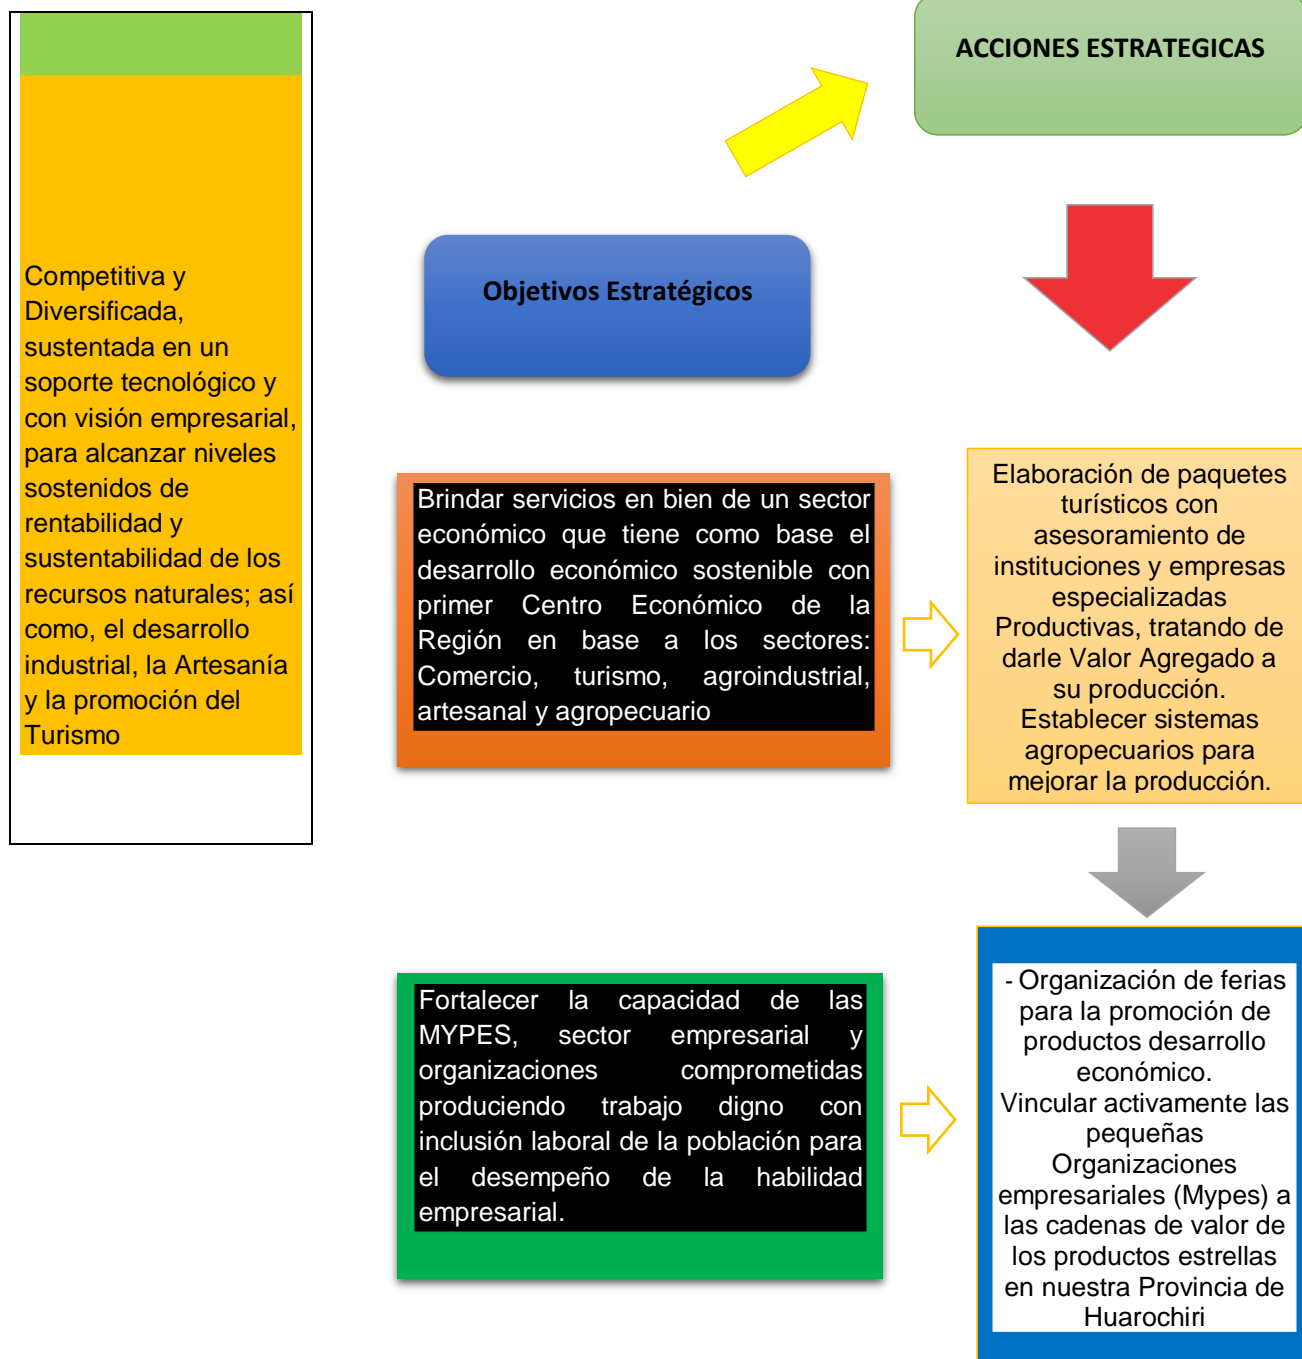 Competitiva y
Diversificada,
sustentada en un
soporte tecnológico y
con visión empresarial,
para alcanzar niveles
sostenidos de
rentabilidad y
sustentabilidad de los
recursos naturales; así
como, el desarrollo
industrial, la Artesanía
y la promoción del
Turismo
ACCIONES ESTRATEGICAS
Objetivos Estratégicos
Brindar servicios en bien de un sector
económico que tiene como base el
desarrollo económico sostenible con
primer Centro Económico de la
Región en base a los sectores:
Comercio, turismo, agroindustrial,
artesanal y agropecuario
Elaboración de paquetes
turísticos con
asesoramiento de
instituciones y empresas
especializadas
Productivas, tratando de
darle Valor Agregado a
su producción.
Establecer sistemas
agropecuarios para
mejorar la producción.
Fortalecer la capacidad de las
MYPES, sector empresarial y
organizaciones comprometidas
produciendo trabajo digno con
inclusión laboral de la población para
el desempeño de la habilidad
empresarial.
- Organización de ferias
para la promoción de
productos desarrollo
económico.
Vincular activamente las
pequeñas
Organizaciones
empresariales (Mypes) a
las cadenas de valor de
los productos estrellas
en nuestra Provincia de
Huarochiri